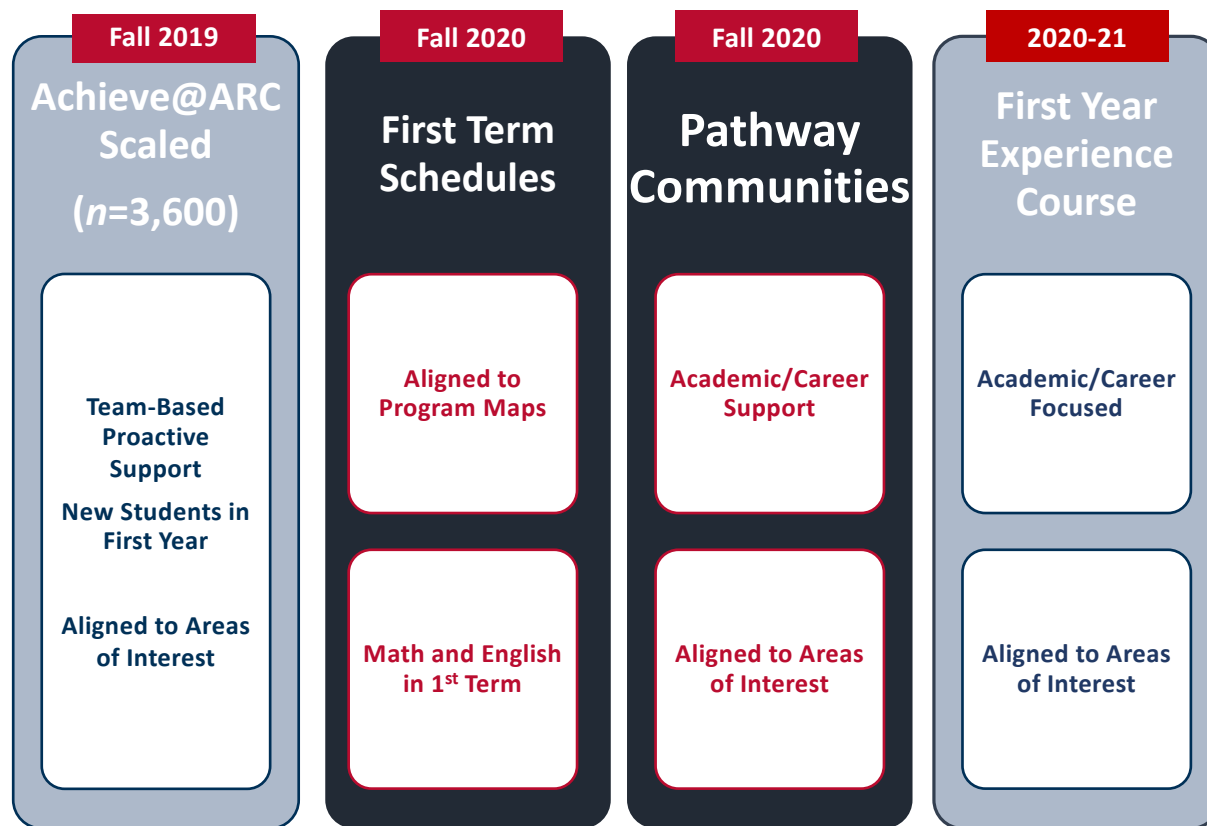 Fall 2019
Achieve@ARC
Scaled
(n=3,600)
Team-Based
Proactive
Support
New Students in
First Year
Aligned to Areas
of Interest
Fall 2020
First Term
Schedules
Aligned to
Program Maps
Math and English
in 1st Term
Fall 2020
Pathway
Communities
Academic/Career
Support
Aligned to Areas
of Interest
2020-21
First Year
Experience
Course
Academic/Career
Focused
Aligned to Areas
of Interest